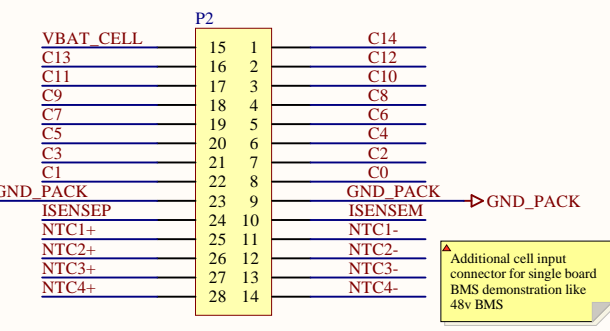 P2
VBAT_CELL 15 1 C14
C13 16 2 C12
C11 17 3 C10
C9 18 4 C8
C7 19 5 C6
C5 20 6 C4
C3 21 7 C2
C1 22 8 C0
GND_PACK 23 9 GND_PACK GND_PACK
ISENSEP 24 10 ISENSEM
NTC1+ 25 11 NTC1-
NTC2+ 26 12 NTC2-
NTC3+ 27 13 NTC3-
NTC4+ 28 14 NTC4-
Additional cell input
connector for single board
BMS demonstration like
48v BMS